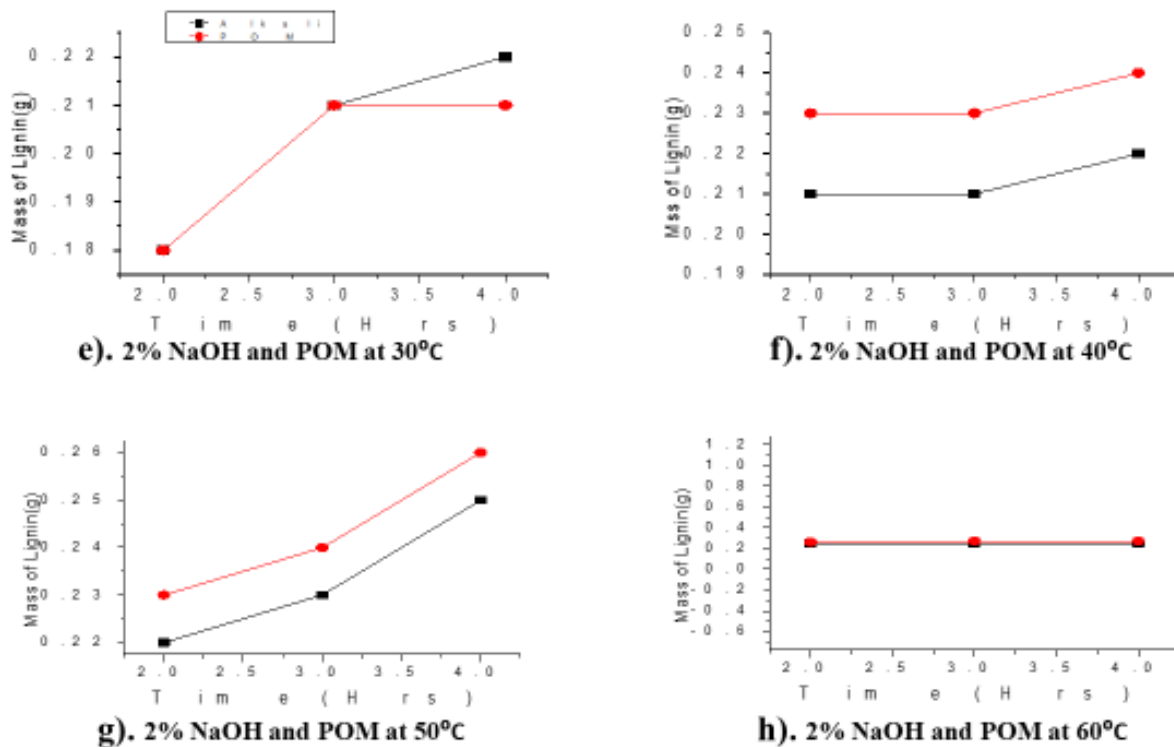 Alkali
POM
Mass of Lignin(g)
0.22
0.21
0.20
0.19
0.18
2.0 2.5 3.0 3.5 4.0
Time(Hrs)
e). 2% NaOH and POM at 30⁰C
Mss of Lignin(g)
0.25
0.24
0.23
0.22
0.21
0.20
0.19
2.0 2.5 3.0 3.5 4.0
Time(Hrs)
f). 2% NaOH and POM at 40⁰C
Mass of Lignin(g)
0.26
0.25
0.24
0.23
0.22
2.0 2.5 3.0 3.5 4.0
Time(Hrs)
g). 2% NaOH and POM at 50⁰C
Mass of Lignin(g)
1.2
1.0
0.8
0.6
0.4
0.2
0.0
-0.2
-0.4
-0.6
2.0 2.5 3.0 3.5 4.0
Time(Hrs)
h). 2% NaOH and POM at 60⁰C